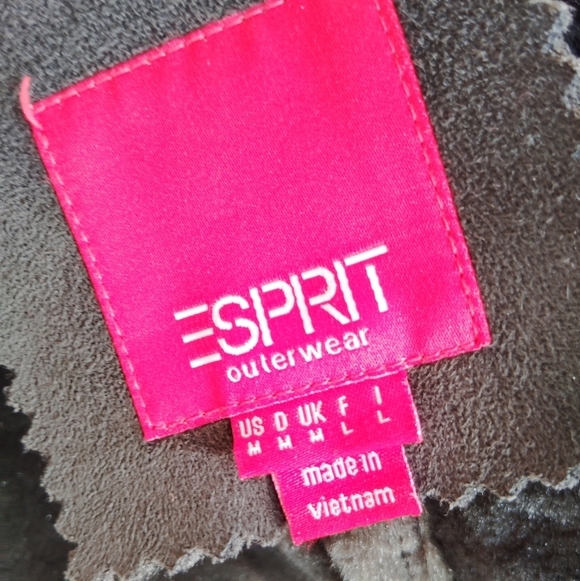 ESPRIT
outerwear
US D UK F I
M M M L L
made in
vietnam